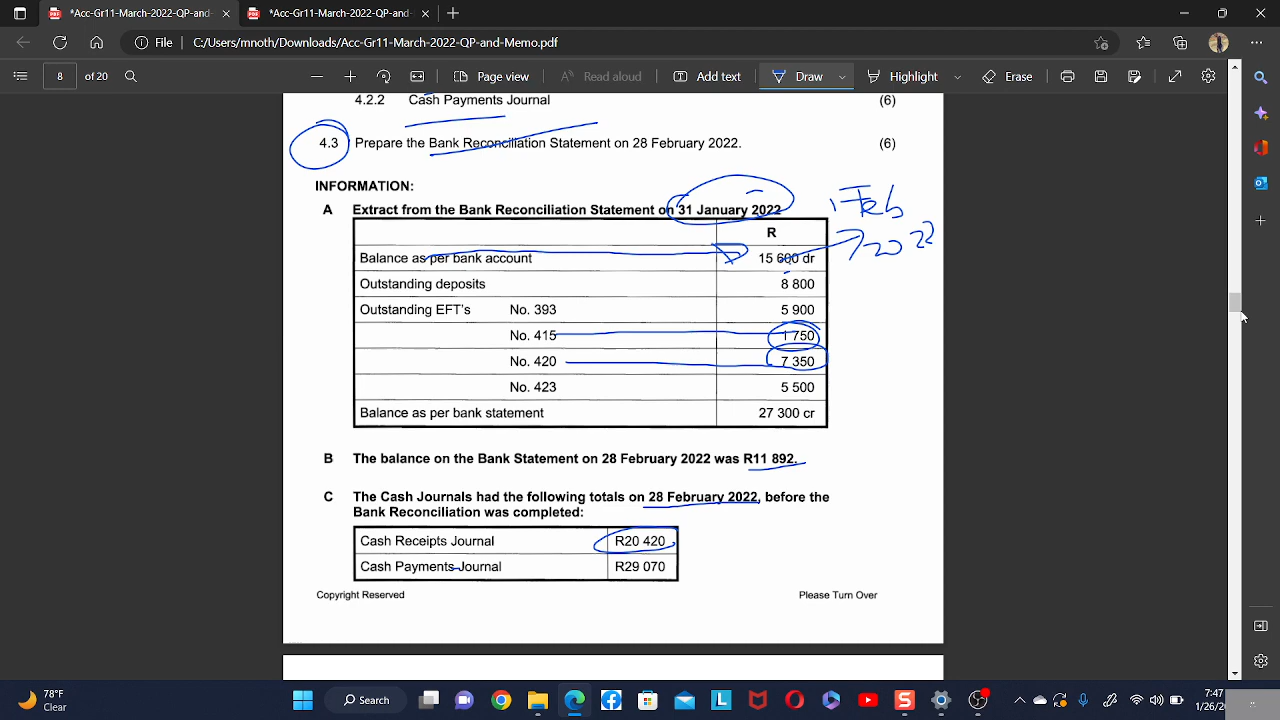 *Acc-Gr11-March-2022-QP-and-Me
*Acc-Gr11-March-2022-QP-and-Mem
File C:/Users/mnoth/Downloads/Acc-Gr11-March-2022-QP-and-Memo.pdf
8 of 20 Page view Read aloud Add text Draw Highlight Erase
4.2.2 Cash Payments Journal (6)
4.3 Prepare the Bank Reconciliation Statement on 28 February 2022. (6)
INFORMATION:
A Extract from the Bank Reconciliation Statement on 31 January 2022
1 Feb
2022
R
Balance as per bank account 15 600 dr
Outstanding deposits 8 800
Outstanding EFT's No. 393 5 900
No. 415 1 750
No. 420 7 350
No. 423 5 500
Balance as per bank statement 27 300 cr
B The balance on the Bank Statement on 28 February 2022 was R11 892.
C The Cash Journals had the following totals on 28 February 2022, before the
Bank Reconciliation was completed:
Cash Receipts Journal R20 420
Cash Payments Journal R29 070
Copyright Reserved Please Turn Over
78°F
Clear
Search
7:47